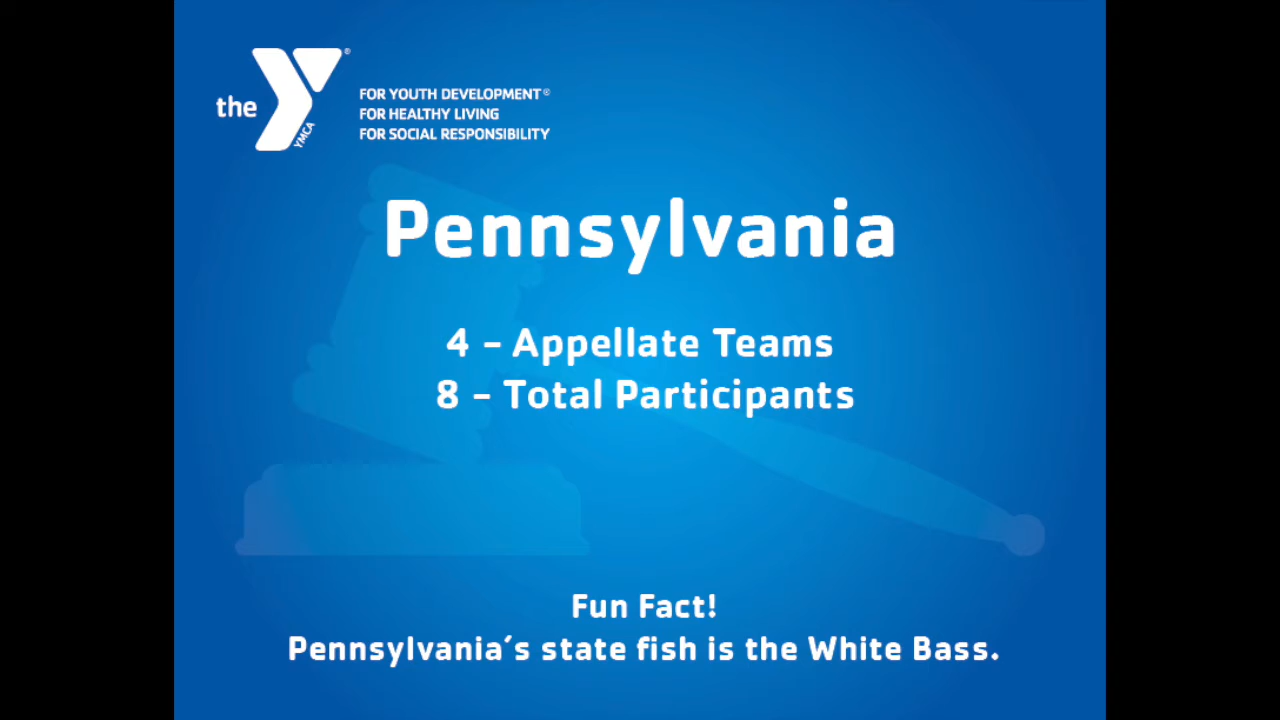 the
YMCA
®
FOR YOUTH DEVELOPMENT®
FOR HEALTHY LIVING
FOR SOCIAL RESPONSIBILITY
Pennsylvania
4 – Appellate Teams
8 – Total Participants
Fun Fact!
Pennsylvania's state fish is the White Bass.